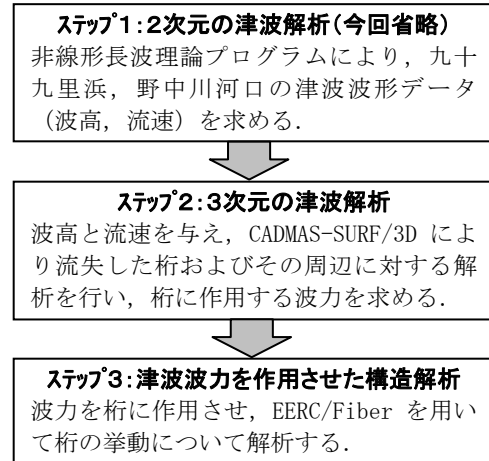 ステップ1:2次元の津波解析(今回省略)
非線形長波理論プログラムにより，九十
九里浜，野中川河口の津波波形データ
（波高，流速）を求める．
ステップ2:3次元の津波解析
波高と流速を与え，CADMAS-SURF/3D によ
り流失した桁およびその周辺に対する解
析を行い，桁に作用する波力を求める．
ステップ3:津波波力を作用させた構造解析
波力を桁に作用させ，EERC/Fiber を用い
て桁の挙動について解析する．